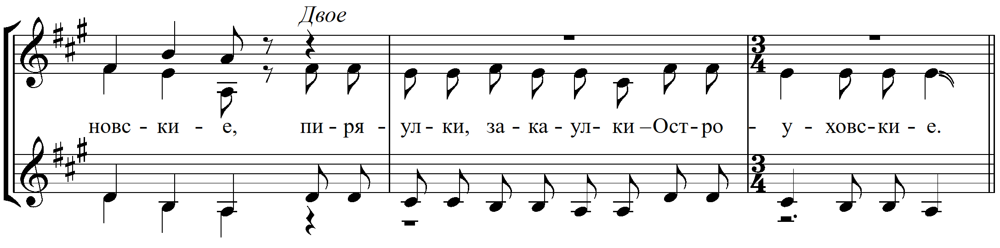 Двое
новс - ки - е, пи - ря - ул - ки, за - ка - ул - ки –Ост - ро - у - ховс - ки - е.